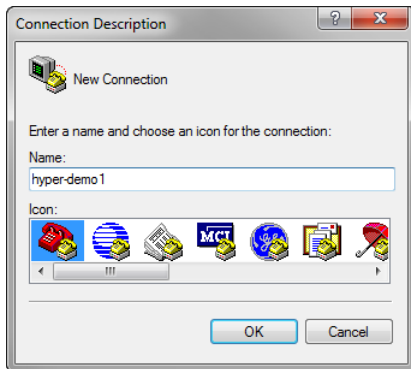 Connection Description
New Connection
Enter a name and choose an icon for the connection:
Name:
hyper-demo1
Icon:
MCI
OK Cancel